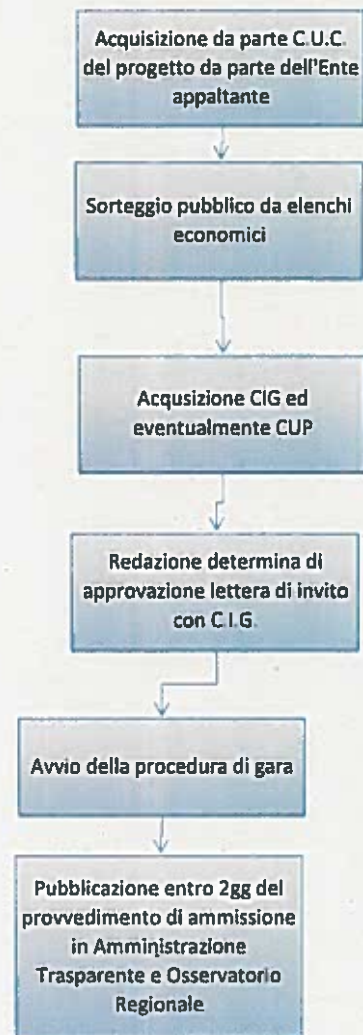 Acquisizione da parte C.U.C.
del progetto da parte dell'Ente
appaltante
Sorteggio pubblico da elenchi
economici
Acqusizione CIG ed
eventualmente CUP
Redazione determina di
approvazione lettera di invito
con C.I.G.
Avvio della procedura di gara
Pubblicazione entro 2gg del
provvedimento di ammissione
in Amministrazione
Trasparente e Osservatorio
Regionale